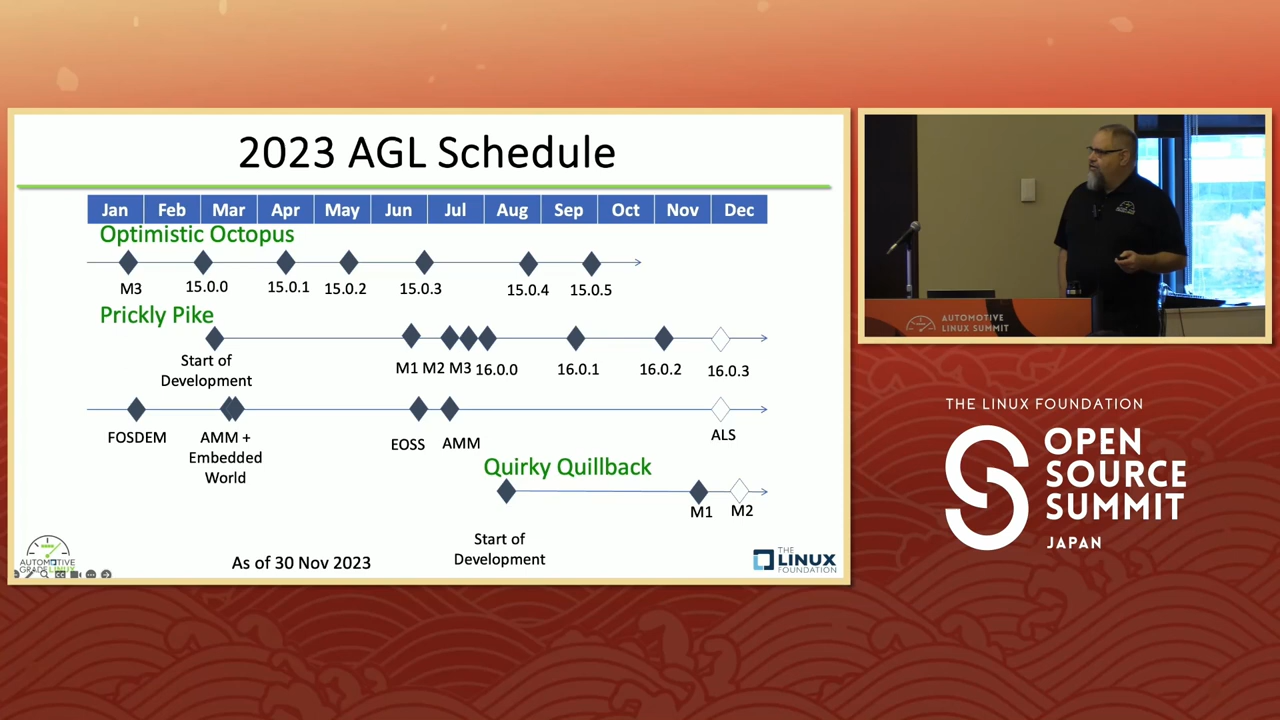 2023 AGL Schedule
Jan Feb Mar Apr May Jun Jul Aug Sep Oct Nov Dec
Optimistic Octopus
M3 15.0.0 15.0.1 15.0.2 15.0.3 15.0.4 15.0.5
Prickly Pike
Start of
Development
M1 M2 M3 16.0.0 16.0.1 16.0.2 16.0.3
FOSDEM
AMM +
Embedded
World
EOSS AMM ALS
Quirky Quillback
M1 M2
Start of
Development
As of 30 Nov 2023
AUTOMOTIVE
GRADE LINUX
THE
LINUX
FOUNDATION
AUTOMOTIVE
LINUX SUMMIT
THE LINUX FOUNDATION
OPEN
SOURCE
SUMMIT
JAPAN